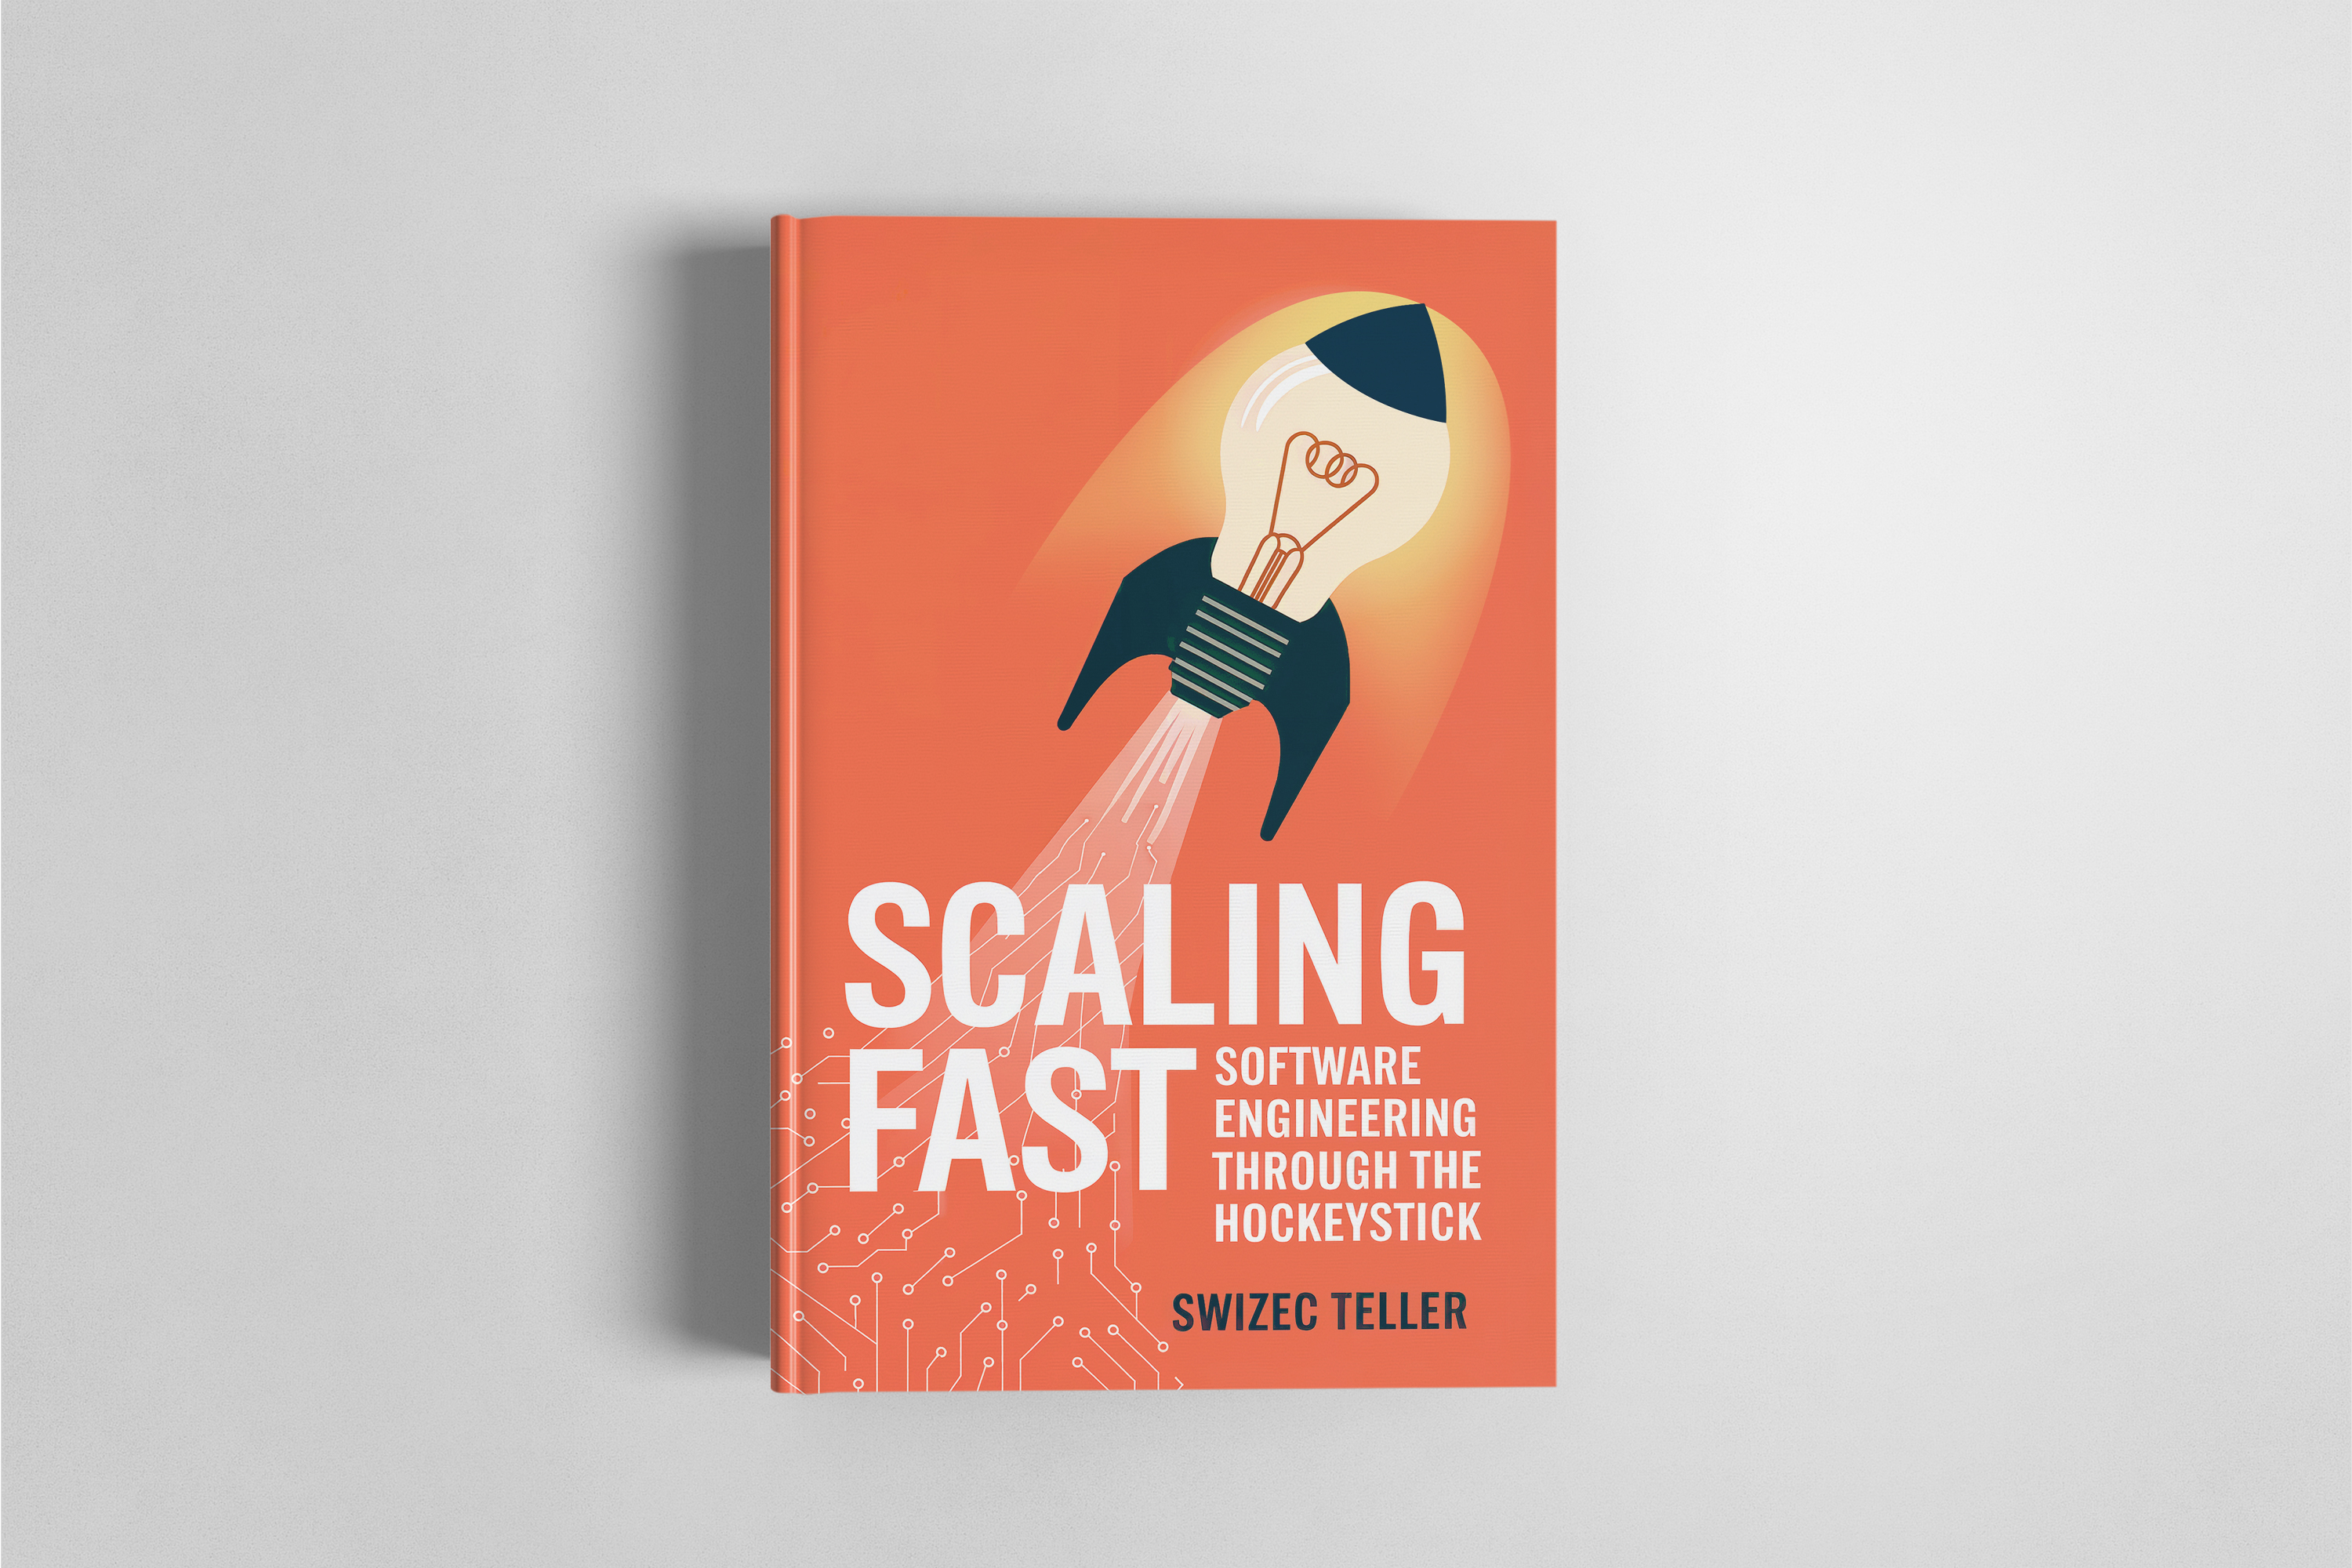 SCALING
FAST
SOFTWARE
ENGINEERING
THROUGH THE
HOCKEYSTICK
SWIZEC TELLER